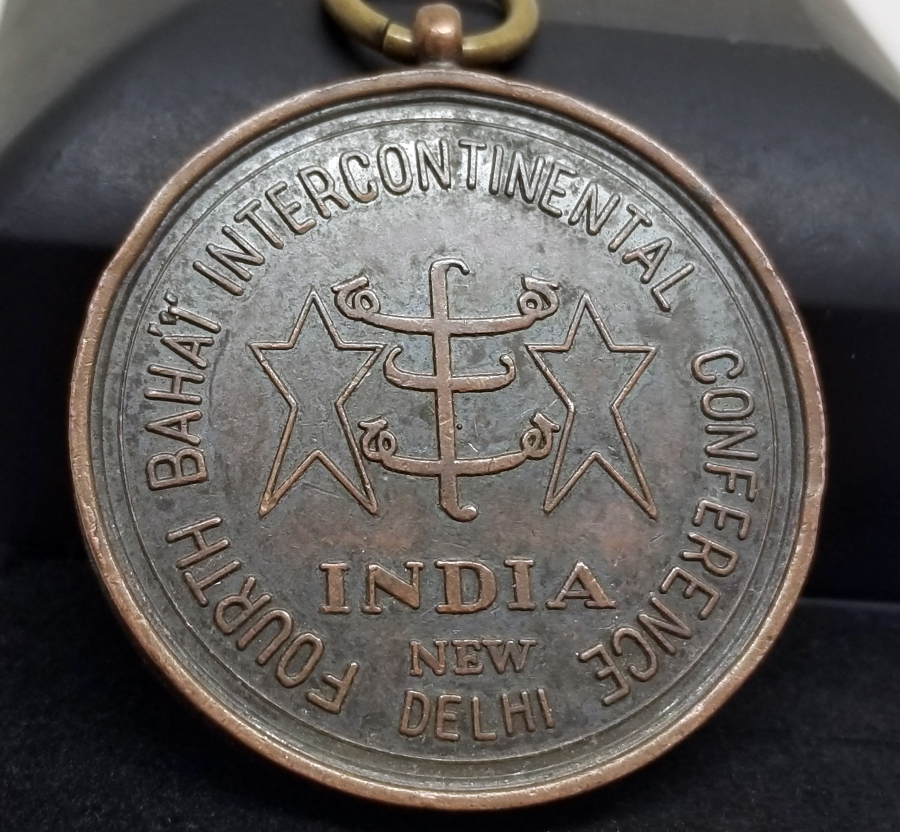 FOURTH BAHÁ'Í INTERCONTINENTAL CONFERENCE
INDIA
NEW
DELHI